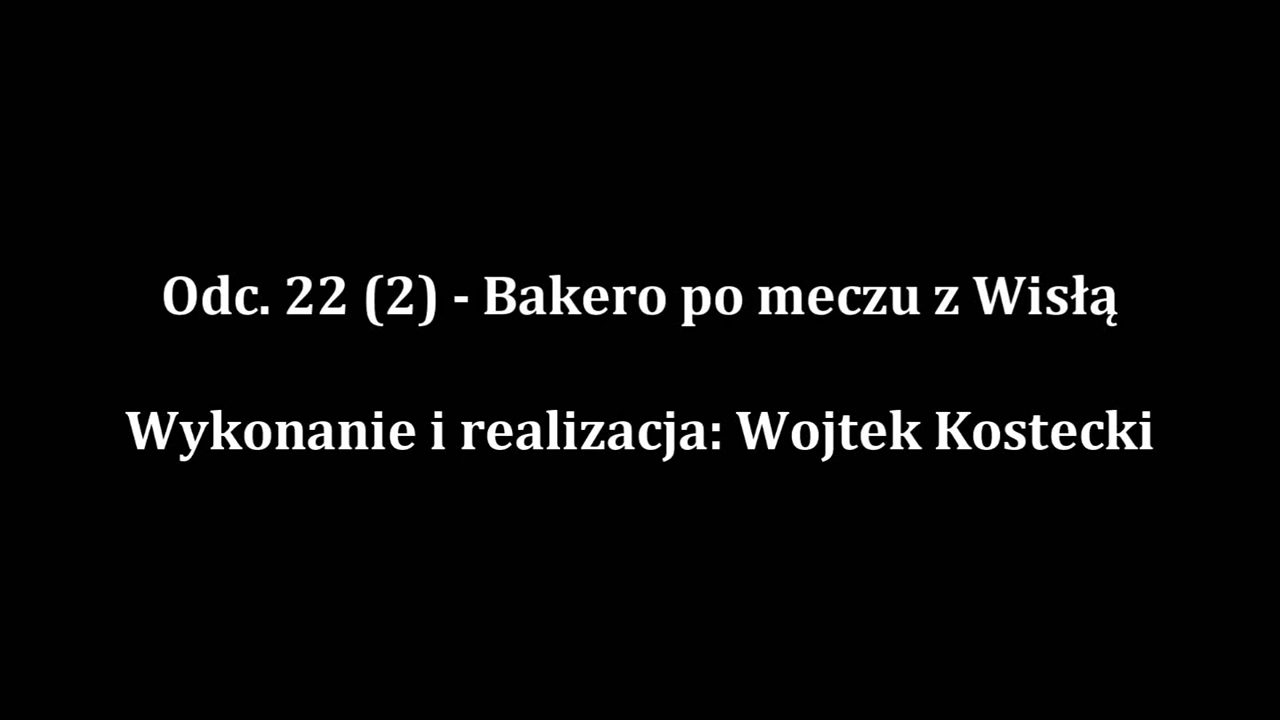 Odc. 22 (2) - Bakero po meczu z Wisłą
Wykonanie i realizacja: Wojtek Kostecki